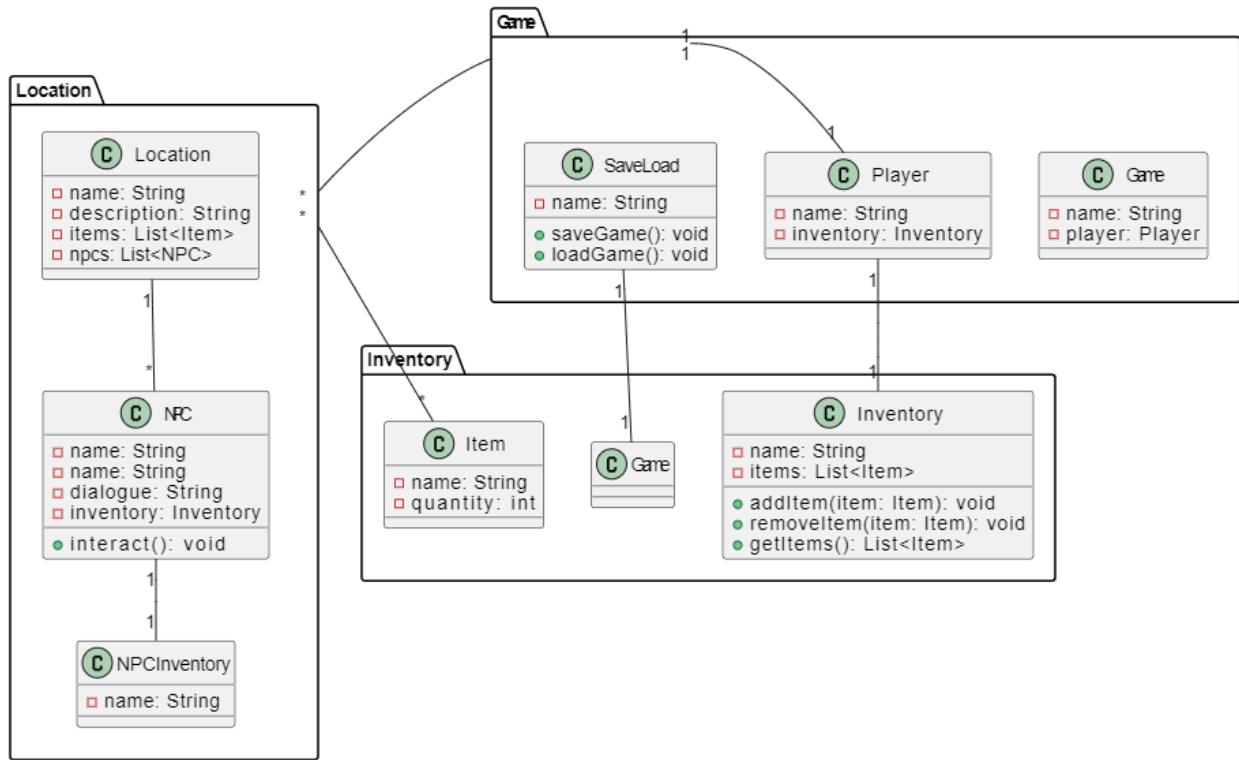 Game
1
1
Location
C Location
name: String
description: String
items: List<Item>
npcs: List<NPC>
*
*
1
C SaveLoad
name: String
saveGame(): void
loadGame(): void
C Player
name: String
inventory: Inventory
C Game
name: String
player: Player
1
1
1
Inventory
*
C NPC
name: String
name: String
dialogue: String
inventory: Inventory
interact(): void
*
C Item
name: String
quantity: int
1
C Game
1
C Inventory
name: String
items: List<Item>
addItem(item: Item): void
removeItem(item: Item): void
getItems(): List<Item>
1
1
C NPCInventory
name: String